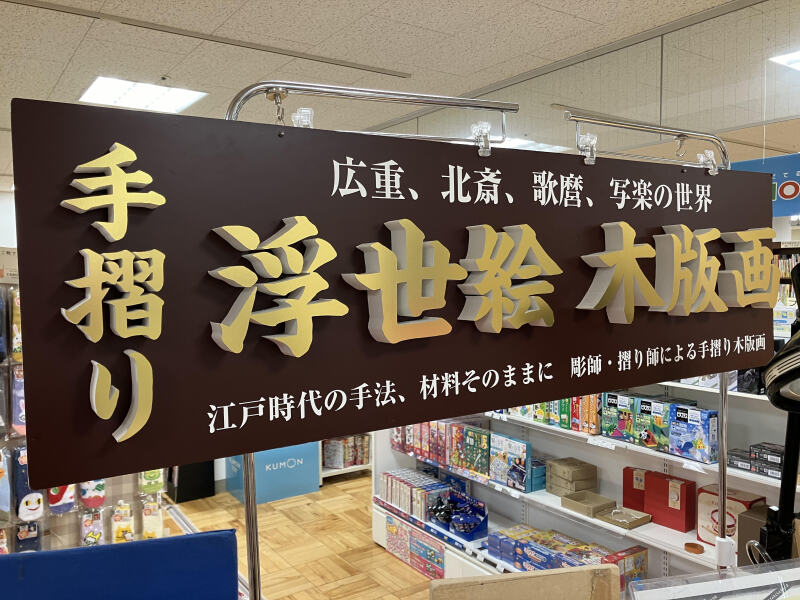 手摺り
広重、北斎、歌麿、写楽の世界
浮世絵 木版画
江戸時代の手法、材料そのままに 彫師・摺り師による手摺り木版画
KUMON